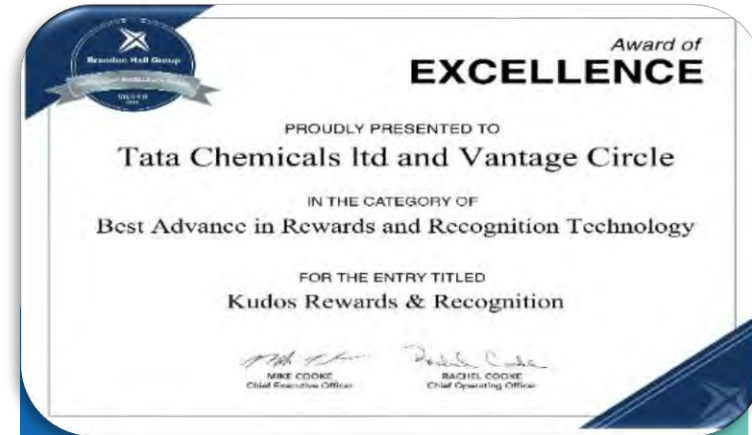 Brandon Hall Group
EXCELLENCE
SILVER
Award of
EXCELLENCE
PROUDLY PRESENTED TO
Tata Chemicals ltd and Vantage Circle
IN THE CATEGORY OF
Best Advance in Rewards and Recognition Technology
FOR THE ENTRY TITLED
Kudos Rewards & Recognition
MIKE COOKE
Chief Executive Officer
RACHEL COOKE
Chief Operating Officer